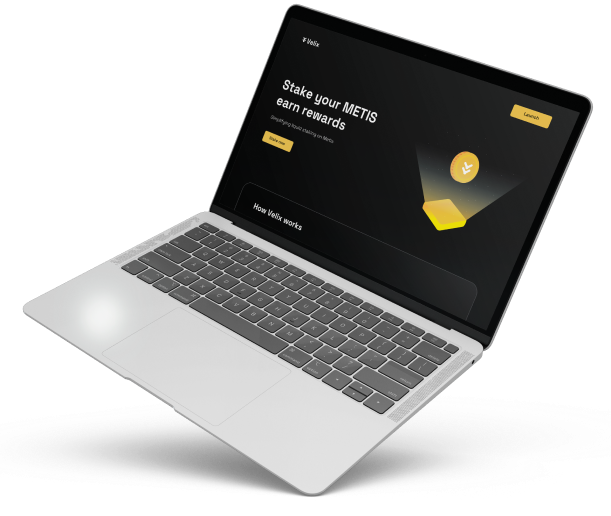 Velix
Launch
Stake your METIS
earn rewards
Simplifying liquid staking on Metis
Stake now
How Velix works